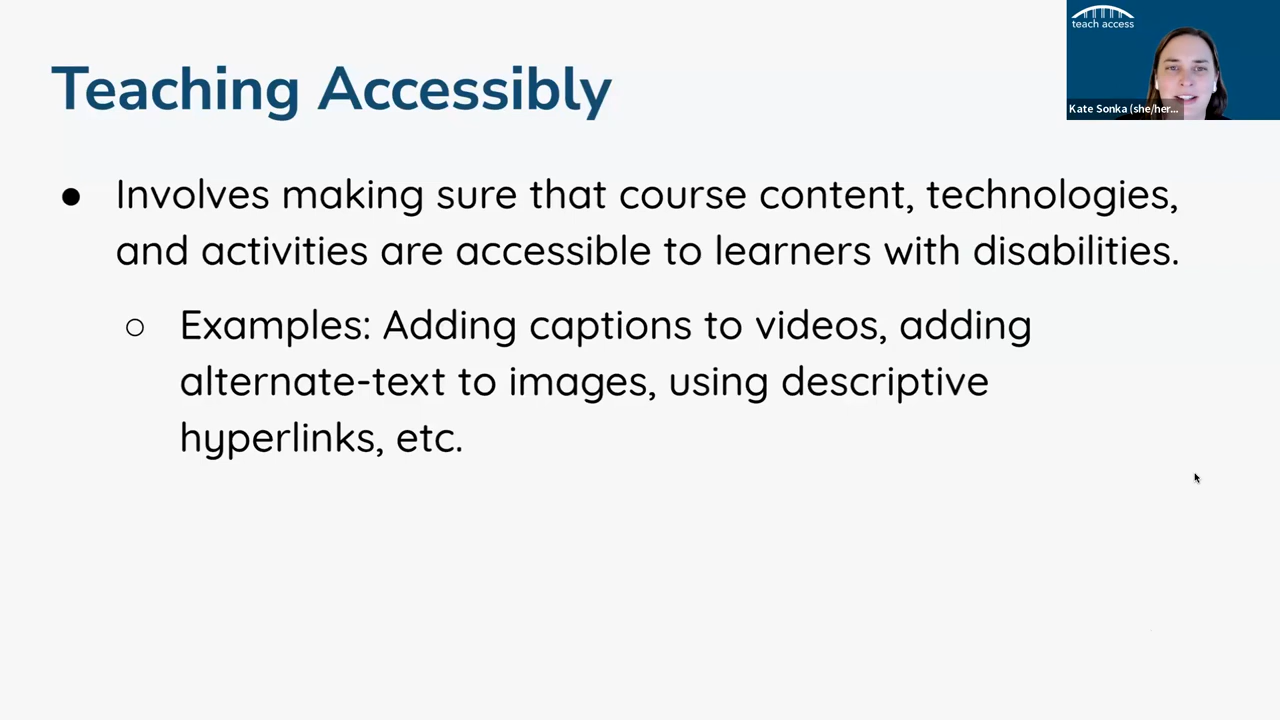 teach access
Kate Sonka (she/her...
Teaching Accessibly
● Involves making sure that course content, technologies,
and activities are accessible to learners with disabilities.
○ Examples: Adding captions to videos, adding
alternate-text to images, using descriptive
hyperlinks, etc.